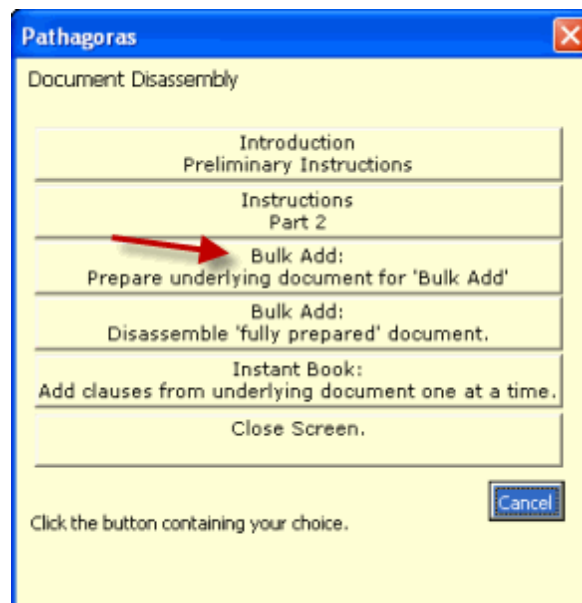 Pathagoras
Document Disassembly
Introduction
Preliminary Instructions
Instructions
Part 2
Bulk Add:
Prepare underlying document for 'Bulk Add'
Bulk Add:
Disassemble 'fully prepared' document.
Instant Book:
Add clauses from underlying document one at a time.
Close Screen.
Cancel
Click the button containing your choice.